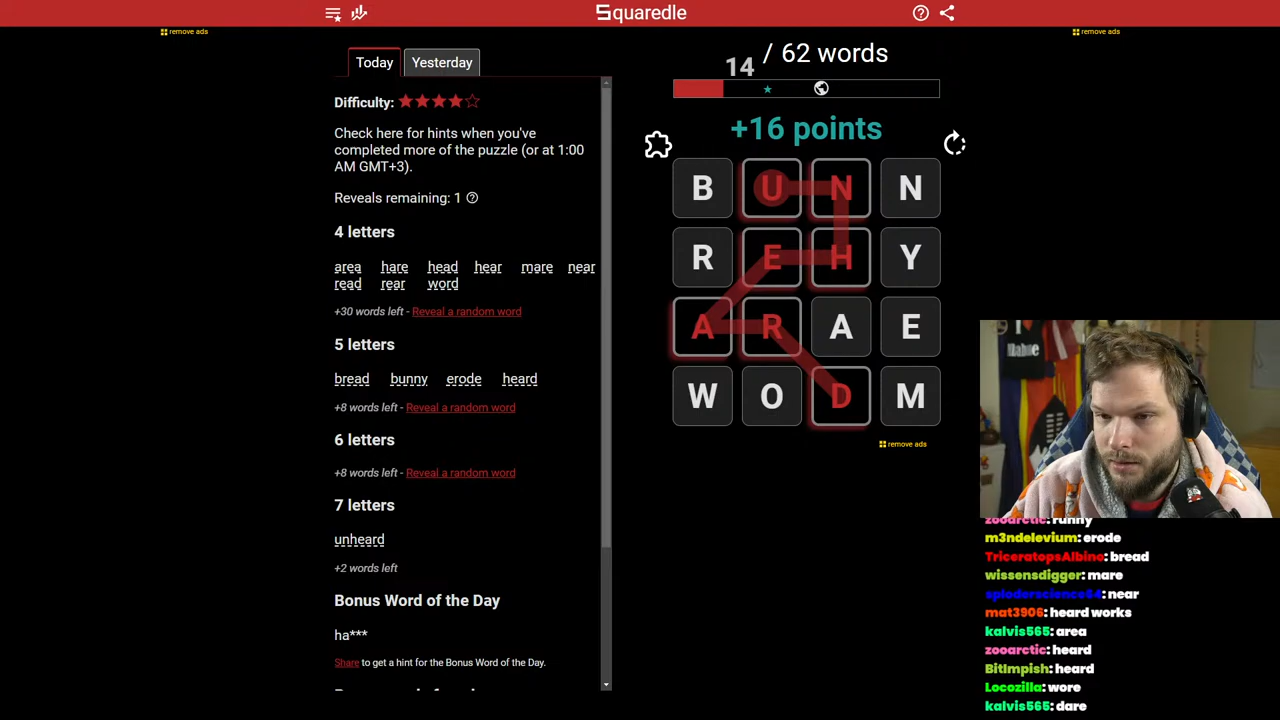 Squaredle
remove ads
remove ads
Today
Yesterday
14 / 62 words
Difficulty:
Check here for hints when you've
completed more of the puzzle (or at 1:00
AM GMT+3).
Reveals remaining: 1
+16 points
4 letters
area hare head hear mare near
read rear word
+30 words left - Reveal a random word
5 letters
bread bunny erode heard
+8 words left - Reveal a random word
6 letters
+8 words left - Reveal a random word
7 letters
unheard
+2 words left
Bonus Word of the Day
ha***
Share to get a hint for the Bonus Word of the Day.
B U N N
R E H Y
A R A E
W O D M
remove ads
zooarctic: runny
m3ndelevium: erode
TriceratopsAlbino: bread
wissensdigger: mare
sploderscience64: near
mat3906: heard works
kalvis565: area
zooarctic: heard
BitImpish: heard
Locozilla: wore
kalvis565: dare